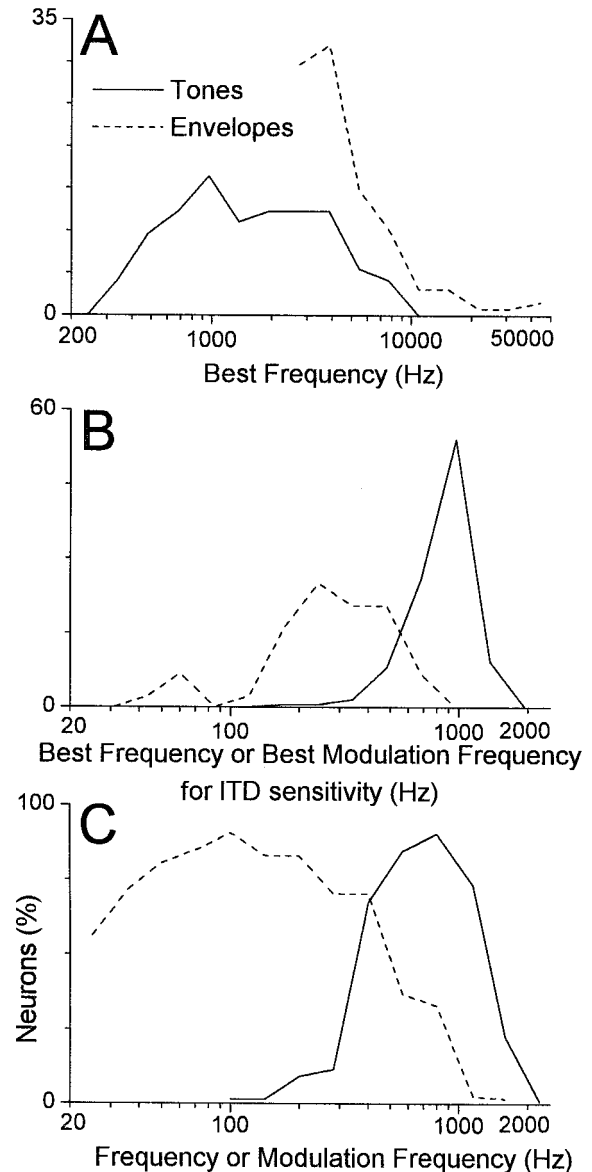 35
A
Tones
Envelopes
0
200 1000 10000 50000
Best Frequency (Hz)
60
B
0
20 100 1000 2000
Best Frequency or Best Modulation Frequency
for ITD sensitivity (Hz)
100
C
Neurons (%)
0
20 100 1000 2000
Frequency or Modulation Frequency (Hz)